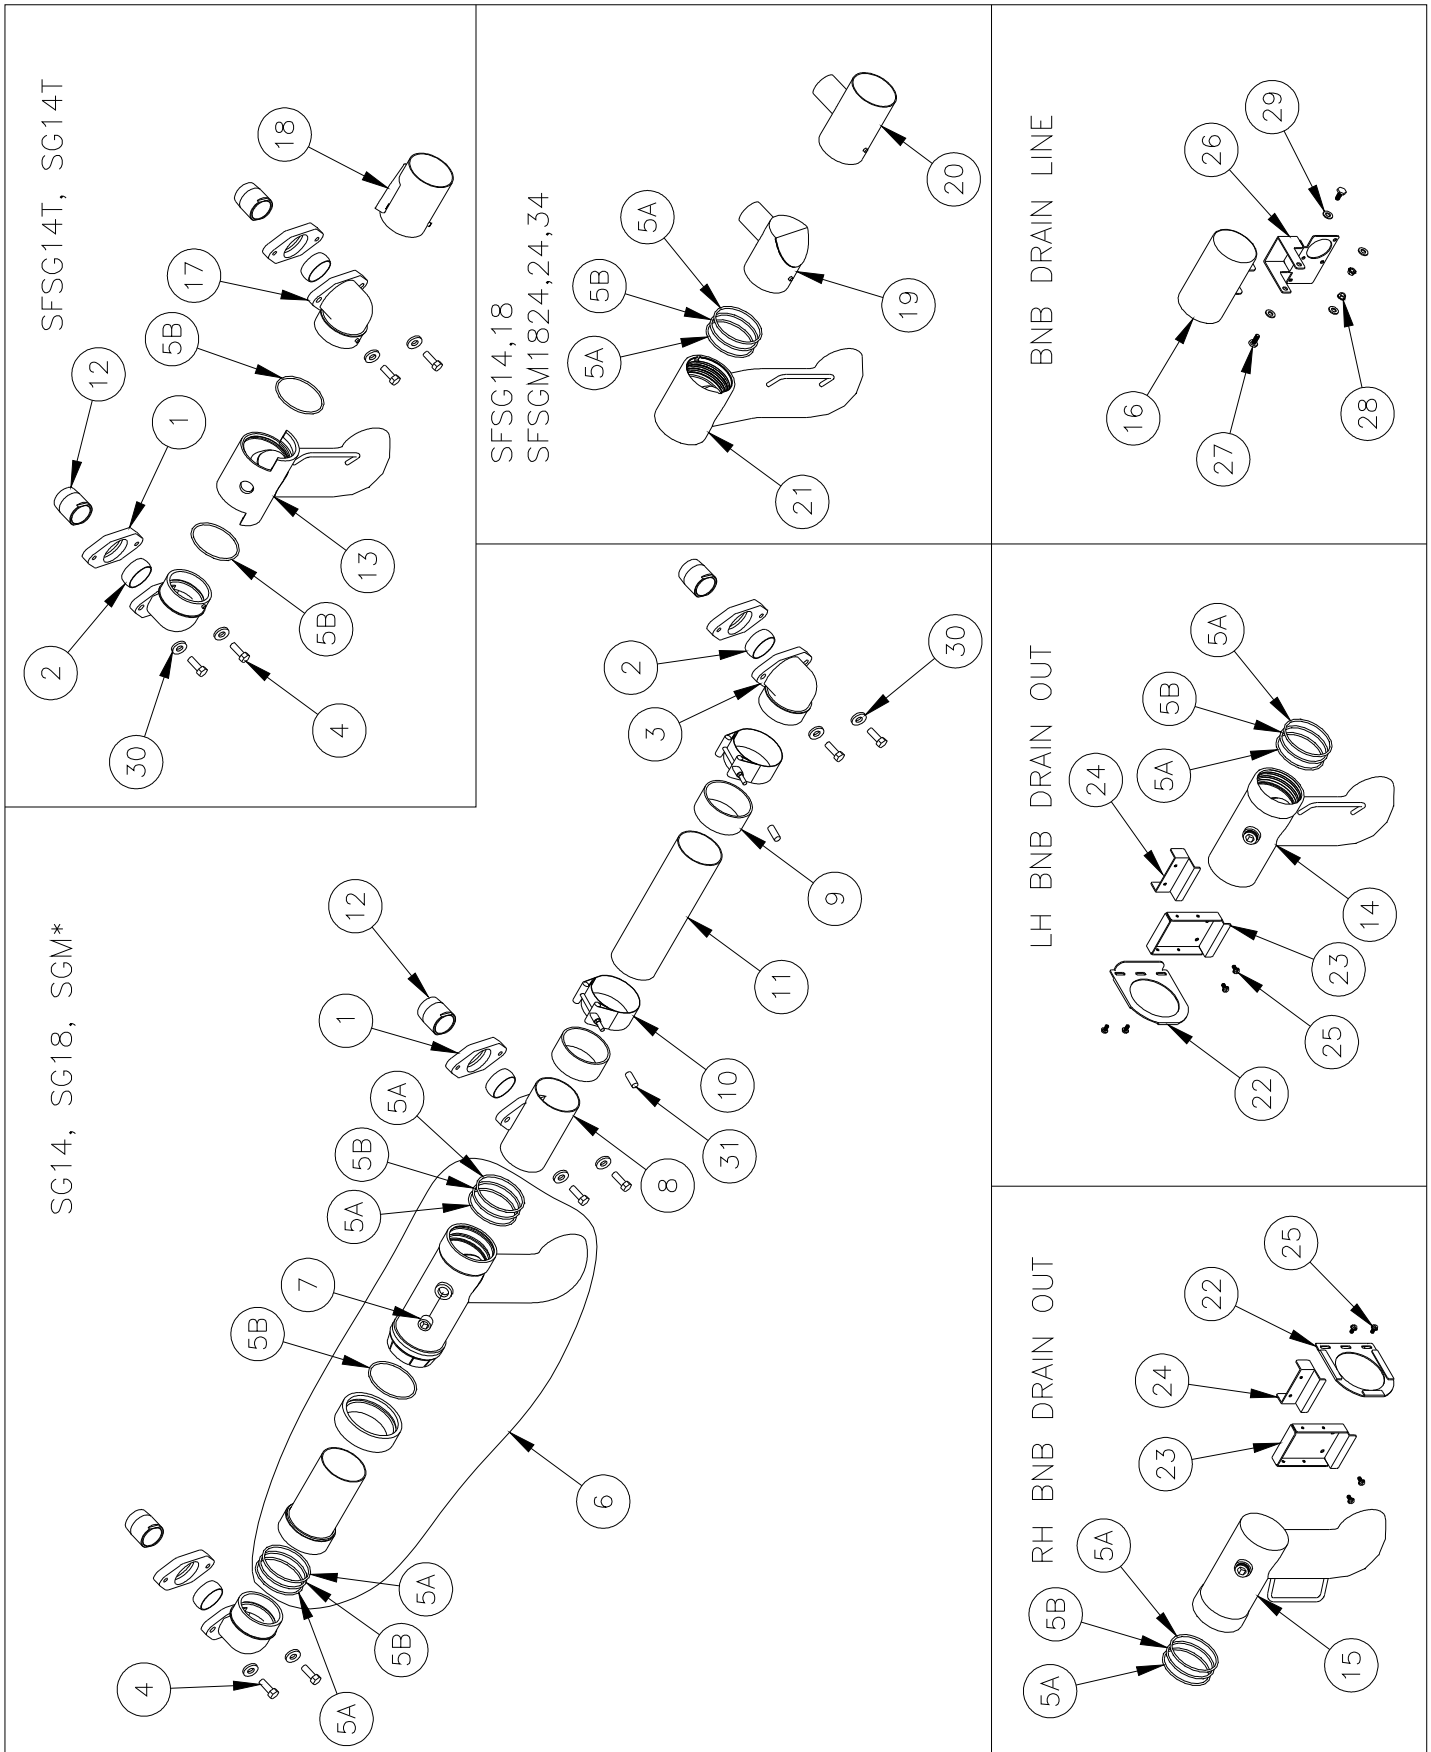 SG14, SG18, SGM*
4
5A
5B
5A
6
5B
7
5A
5B
5A
1
12
8
31
10
11
9
3
2
30
SFSG14T, SG14T
30
4
2
5B
13
1
12
5B
17
18
SFSG14,18
SFSGM1824,24,34
21
5A
5B
5A
19
20
RH BNB DRAIN OUT
5A
5B
5A
15
23
24
22
25
LH BNB DRAIN OUT
22
25
23
24
14
5A
5B
5A
BNB DRAIN LINE
27
28
16
26
29